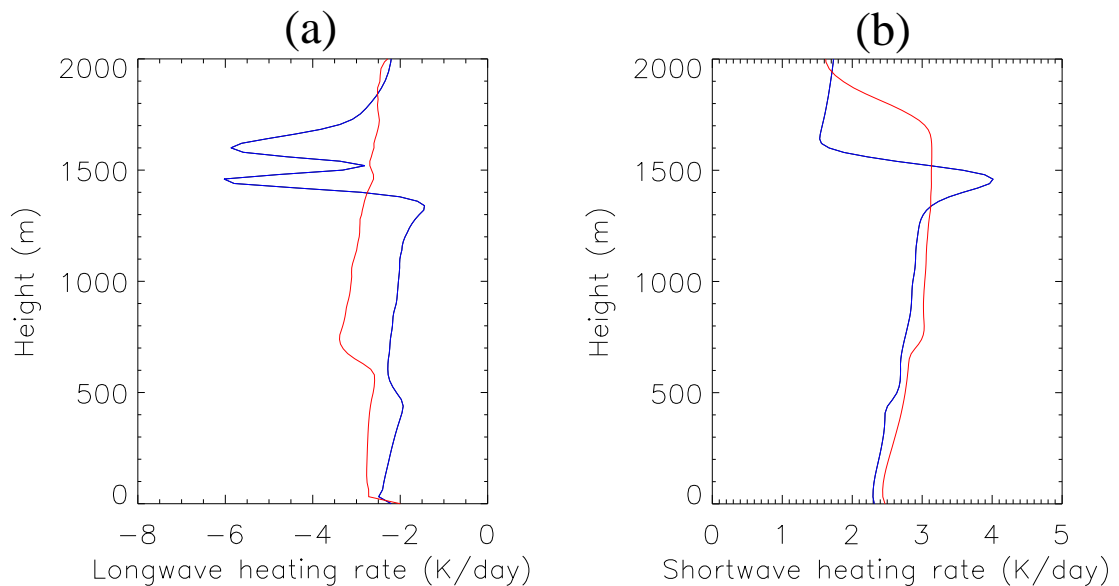 (a)
2000
1500
1000
500
0
Height (m)
-8 -6 -4 -2 0
Longwave heating rate (K/day)
(b)
2000
1500
1000
500
0
Height (m)
0 1 2 3 4 5
Shortwave heating rate (K/day)